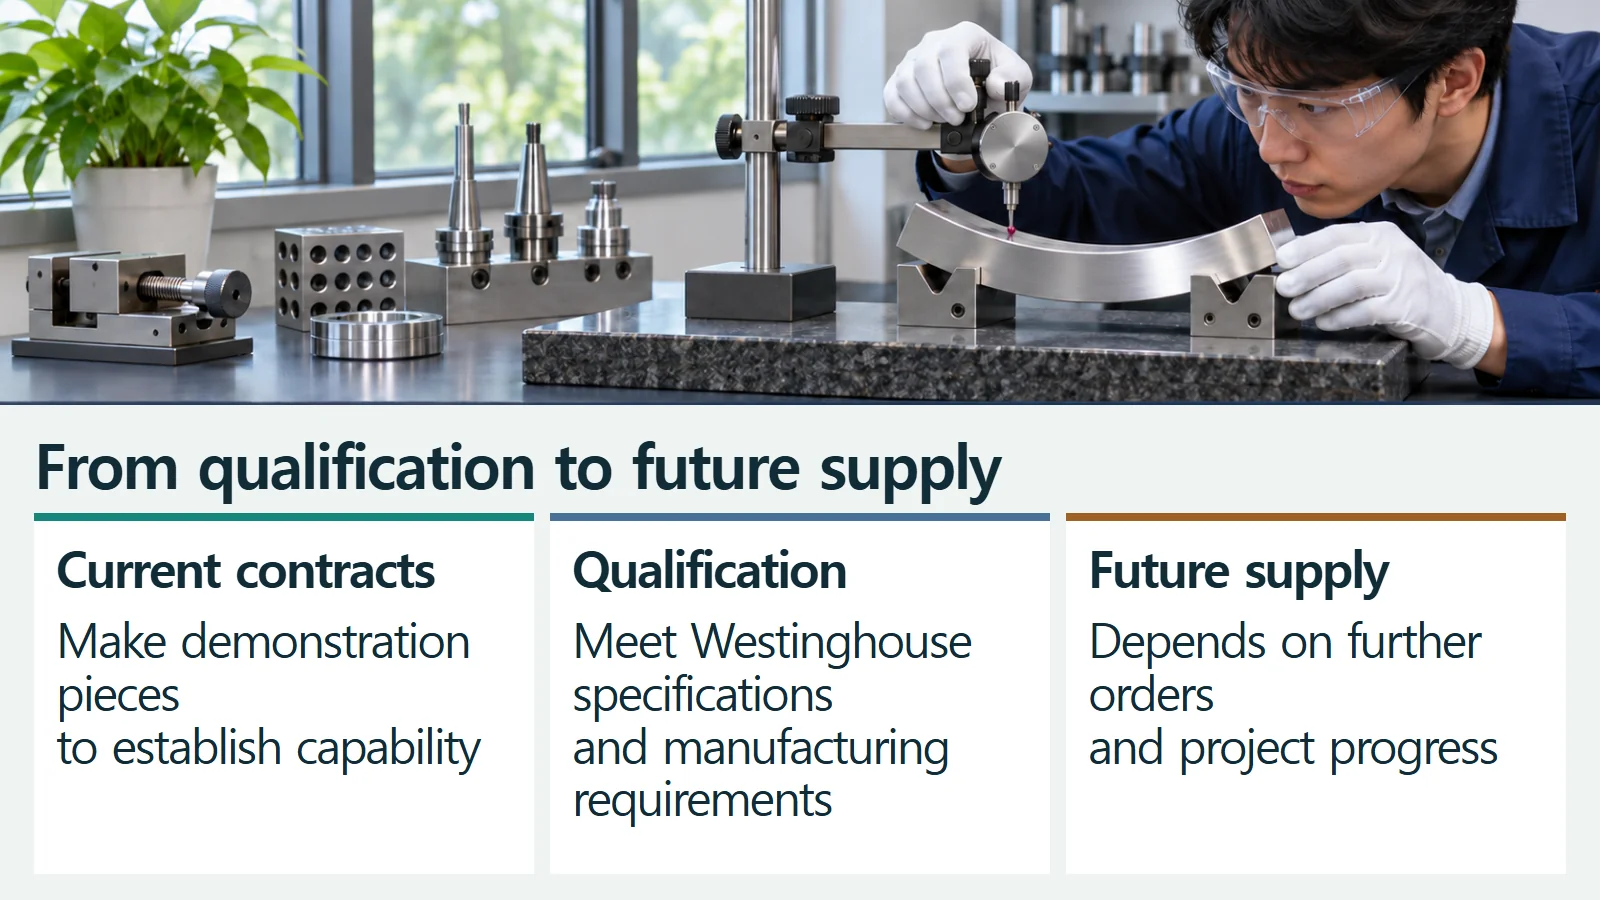 From qualification to future supply
Current contracts
Make demonstration
pieces
to establish capability
Qualification
Meet Westinghouse
specifications
and manufacturing
requirements
Future supply
Depends on further
orders
and project progress